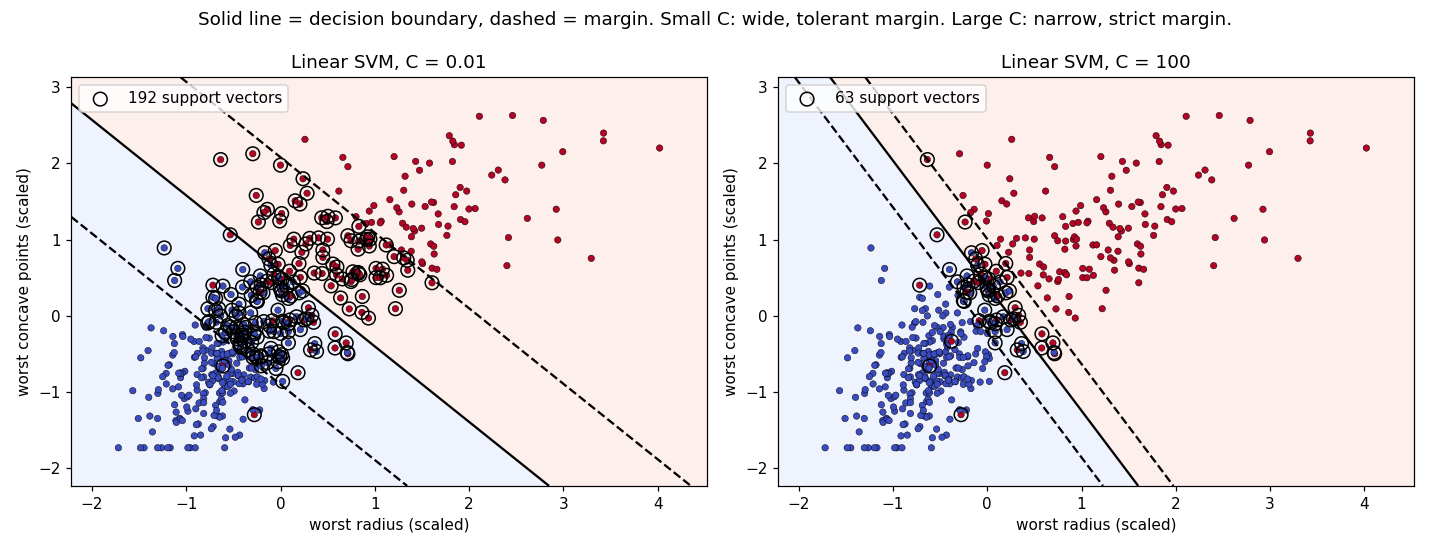 Solid line = decision boundary, dashed = margin. Small C: wide, tolerant margin. Large C: narrow, strict margin.
Linear SVM, C = 0.01
192 support vectors
3
2
1
0
−1
−2
worst concave points (scaled)
−2 −1 0 1 2 3 4
worst radius (scaled)
Linear SVM, C = 100
63 support vectors
3
2
1
0
−1
−2
worst concave points (scaled)
−2 −1 0 1 2 3 4
worst radius (scaled)